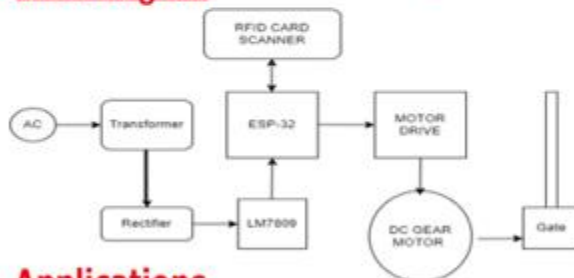 RFID CARD
SCANNER
AC
Transformer
ESP-32
MOTOR
DRIVE
Rectifier
LM7809
DC GEAR
MOTOR
Gate
Applications